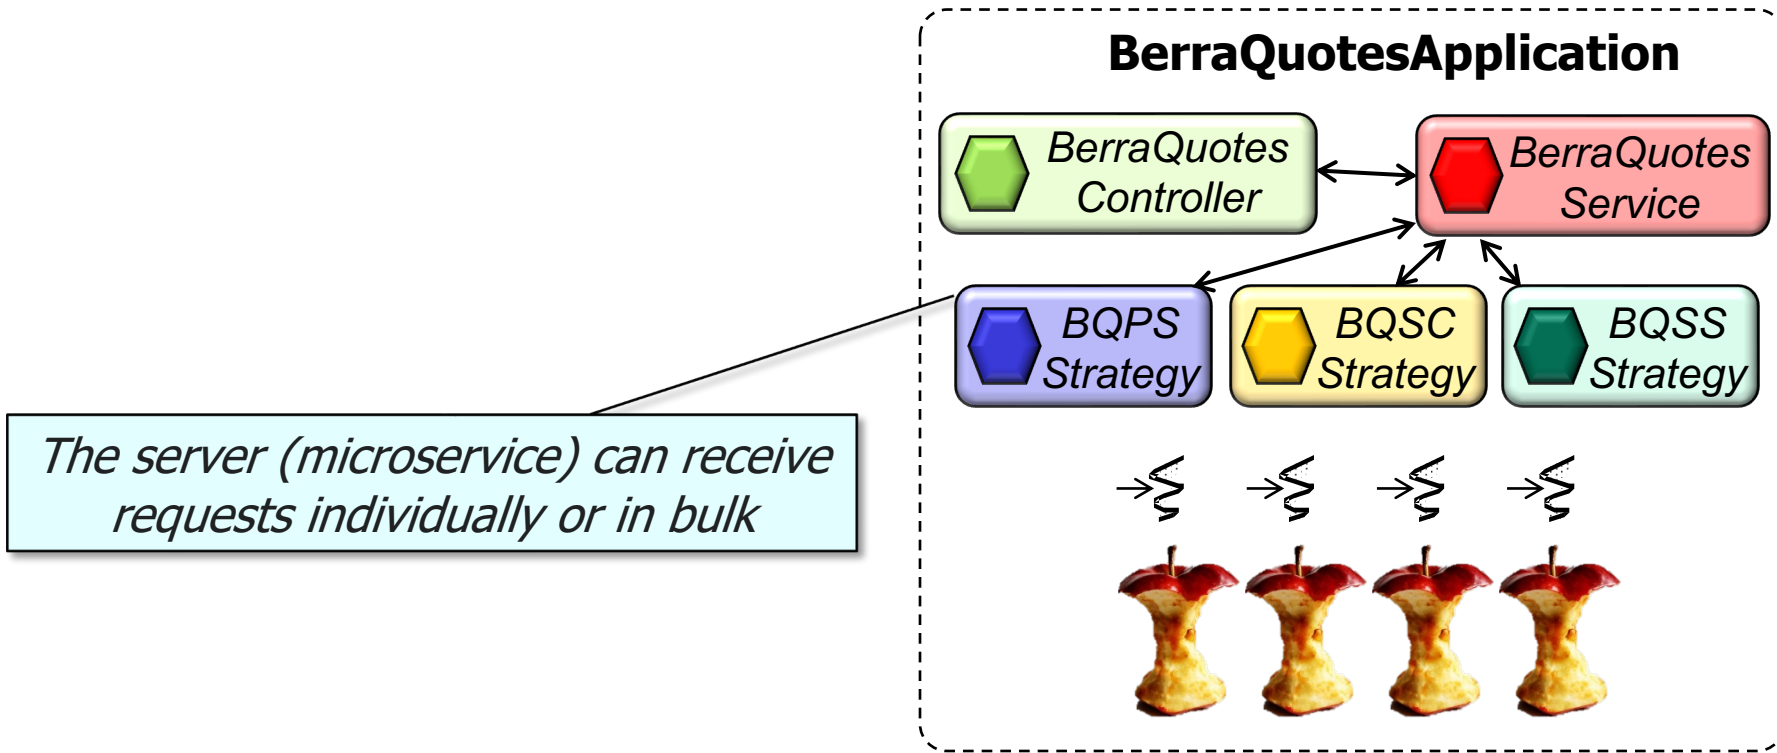 BerraQuotesApplication
BerraQuotes
Controller
BerraQuotes
Service
BQPS
Strategy
BQSC
Strategy
BQSS
Strategy
The server (microservice) can receive
requests individually or in bulk